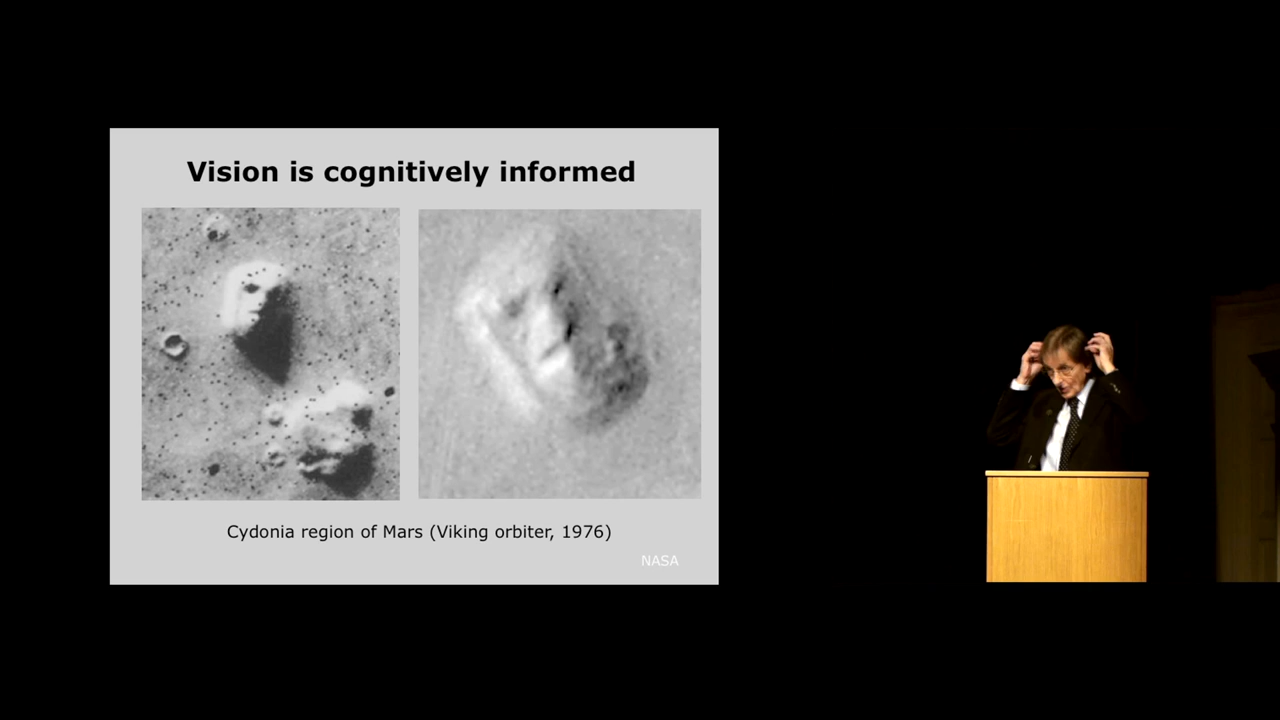 Vision is cognitively informed
Cydonia region of Mars (Viking orbiter, 1976)
NASA